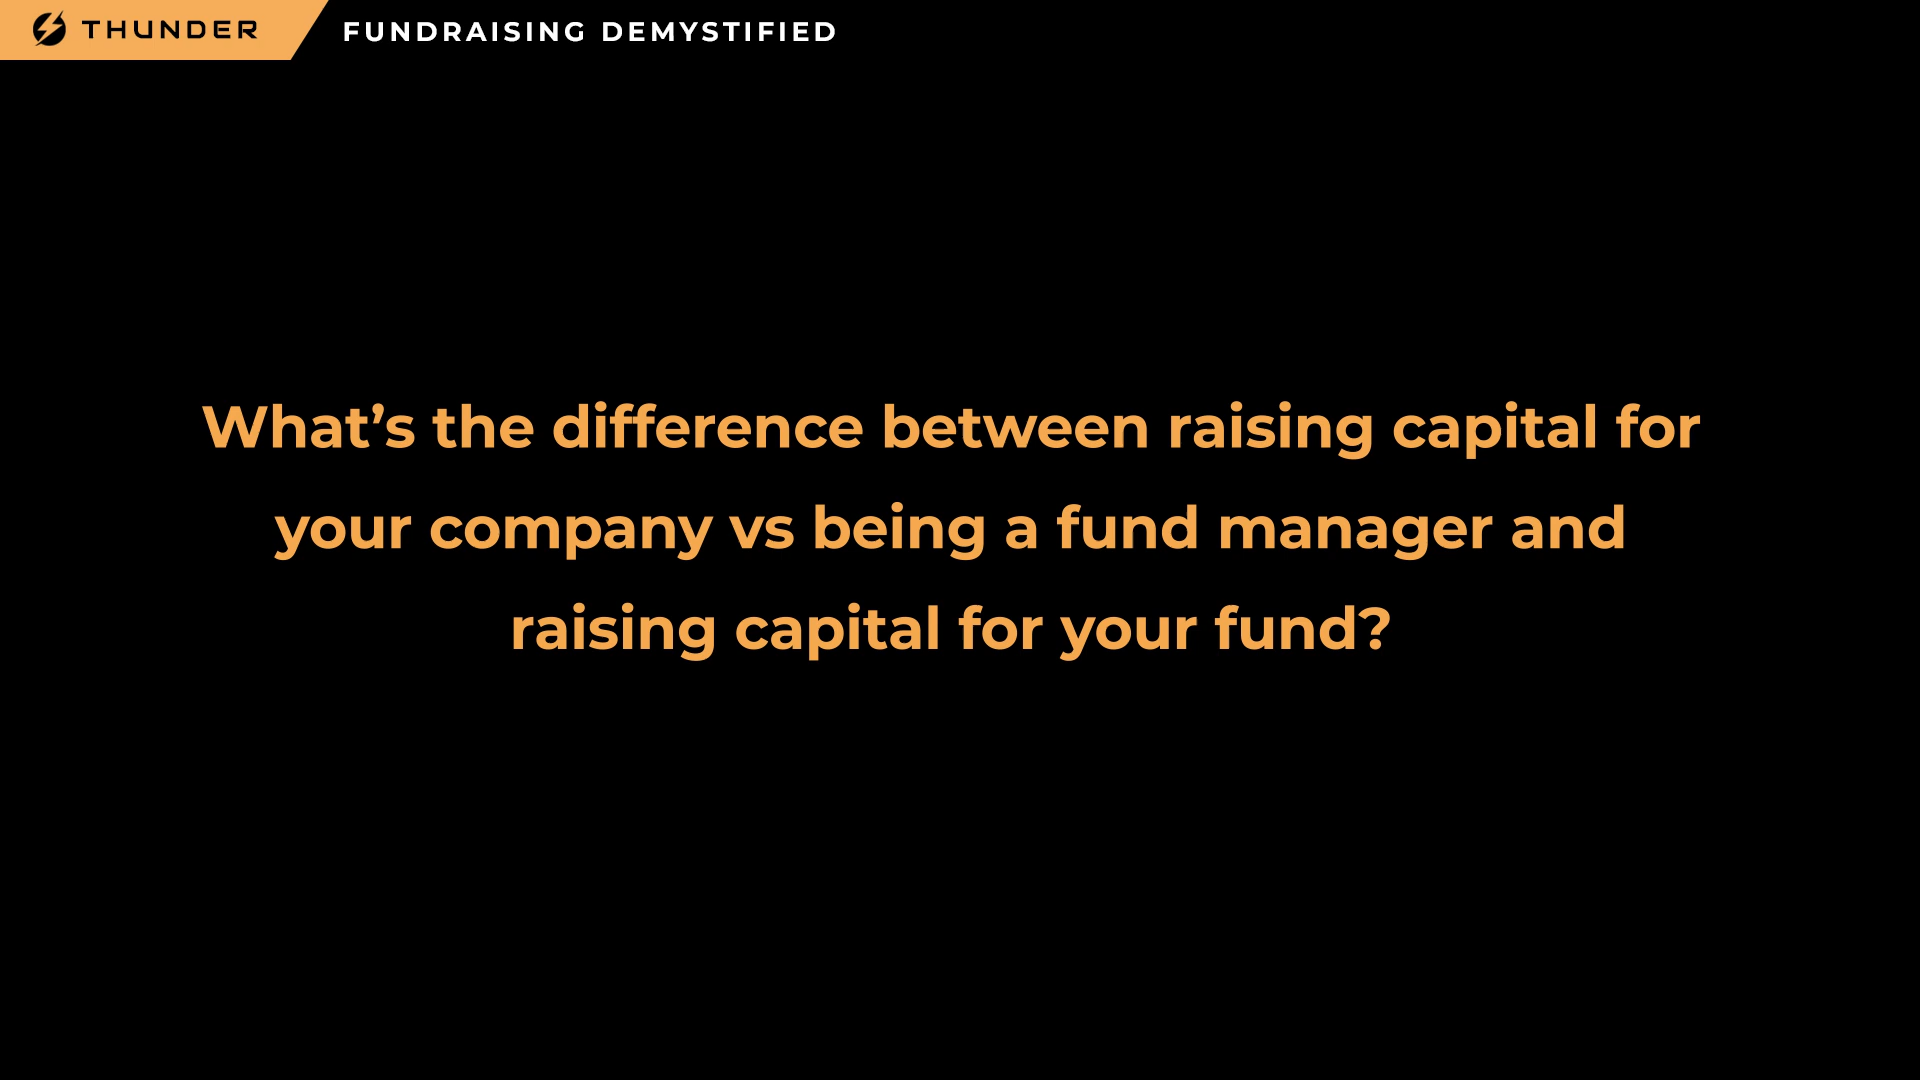 THUNDER
FUNDRAISING DEMYSTIFIED
What’s the difference between raising capital for
your company vs being a fund manager and
raising capital for your fund?